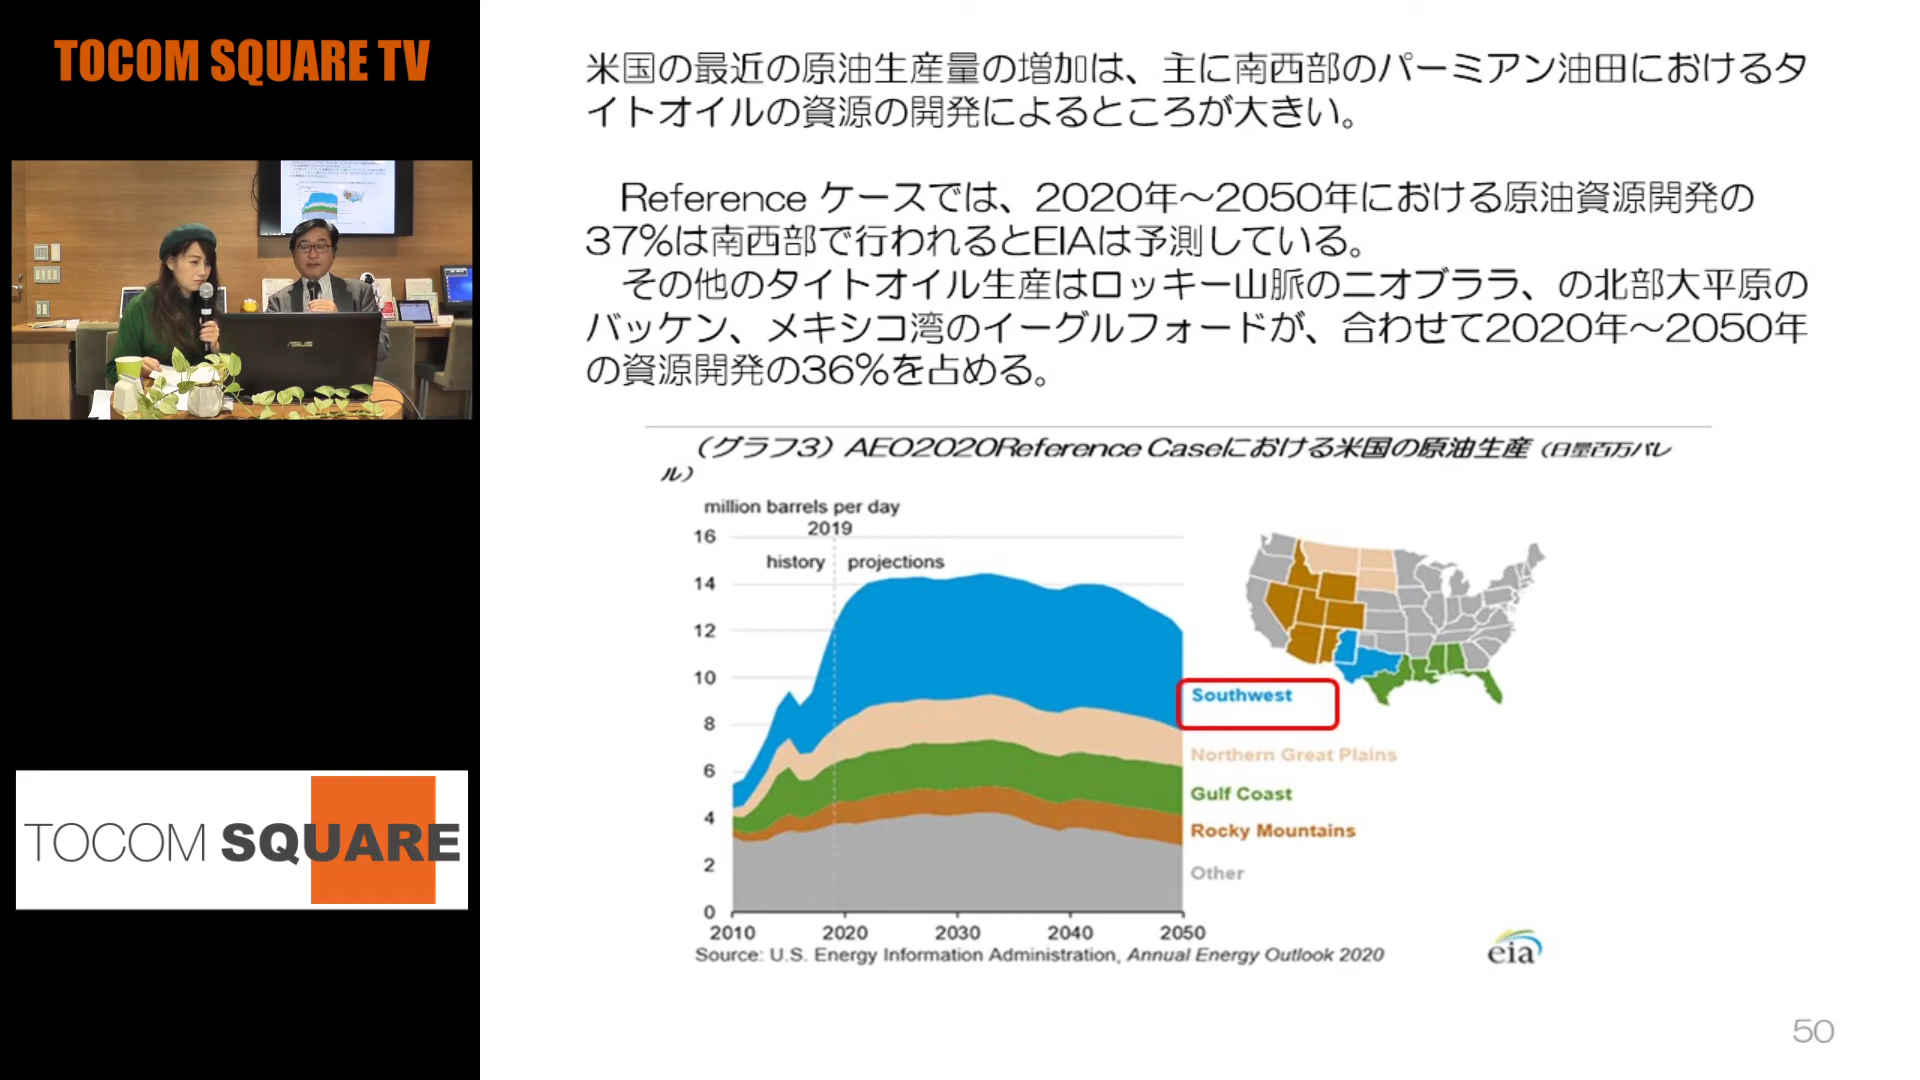 TOCOM SQUARE TV
ASUS
TOCOM SQUARE
米国の最近の原油生産量の増加は、主に南西部のパーミアン油田におけるタ
イトオイルの資源の開発によるところが大きい。
Reference ケースでは、2020年～2050年における原油資源開発の
37%は南西部で行われるとEIAは予測している。
その他のタイトオイル生産はロッキー山脈のニオブララ、の北部大平原の
バッケン、メキシコ湾のイーグルフォードが、合わせて2020年～2050年
の資源開発の36%を占める。
（グラフ3）AEO2020Reference Caseにおける米国の原油生産（日量百万バレ
ル）
million barrels per day
2019
history projections
16
14
12
10
8
6
4
2
0
2010 2020 2030 2040 2050
Southwest
Northern Great Plains
Gulf Coast
Rocky Mountains
Other
Source: U.S. Energy Information Administration, Annual Energy Outlook 2020
eia
50